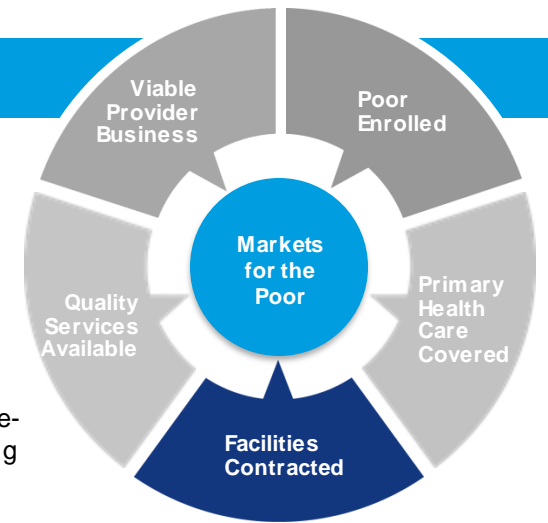 Viable
Provider
Business
Poor
Enrolled
Markets
for the
Poor
Quality
Services
Available
Primary
Health
Care
Covered
Facilities
Contracted
e-
g